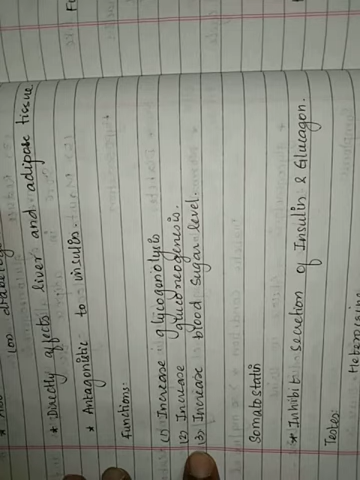 * Directly affects liver and adipose tissue
* Antagonistic to insulin.
Functions:
(1) Increase glycogenolysis
(2) Increase gluconeogenesis.
(3) Increase blood sugar level.
Somatostatin
* Inhibit secretion of Insulin & Glucagon.
Testes: